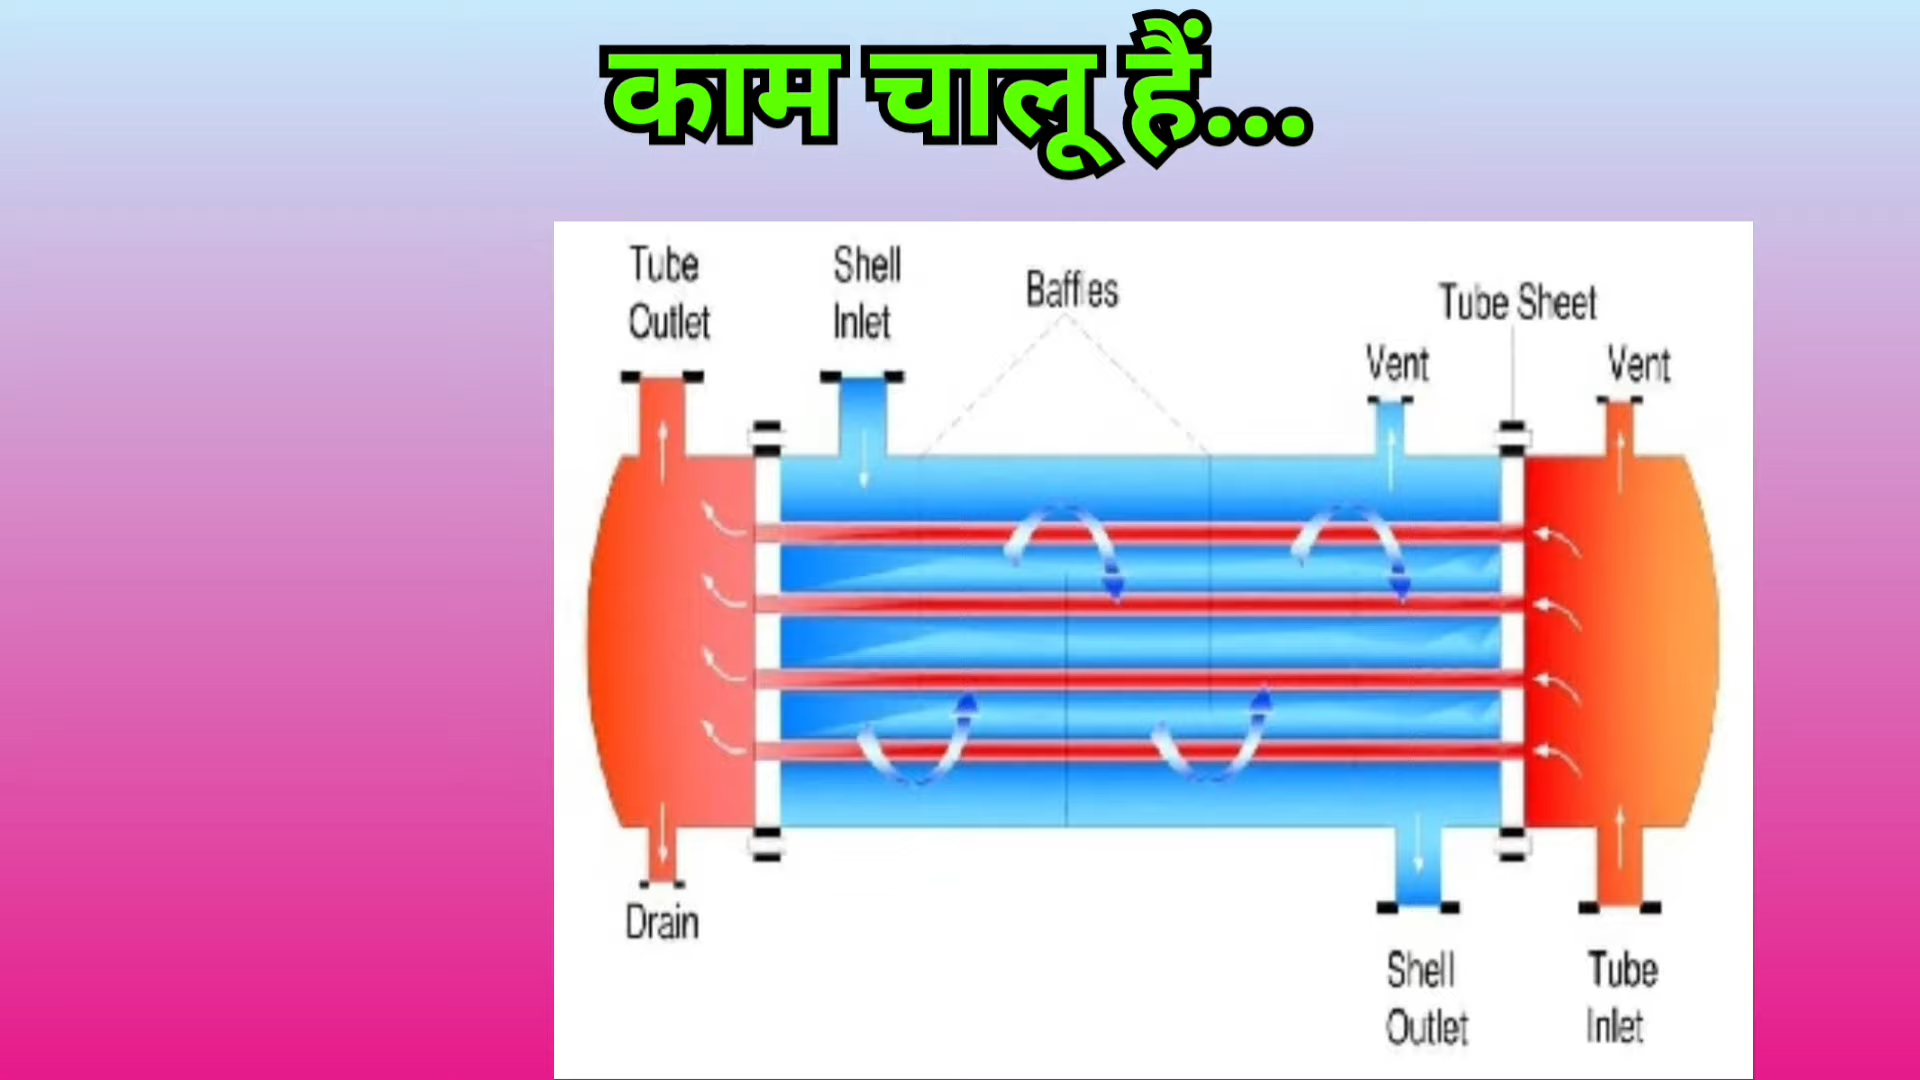 काम चालू हैं...
Tube
Outlet
Shell
Inlet
Baffles
Tube Sheet
Vent
Vent
Drain
Shell
Outlet
Tube
Inlet